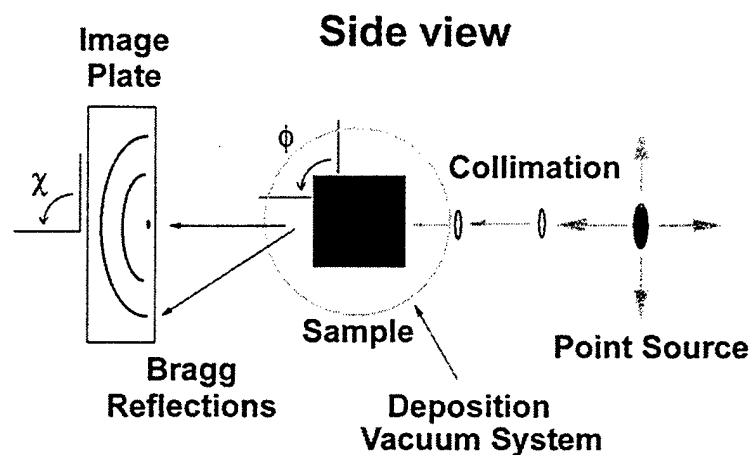 Side view
Image
Plate
ϕ
Collimation
χ
Sample
Point Source
Bragg
Reflections
Deposition
Vacuum System